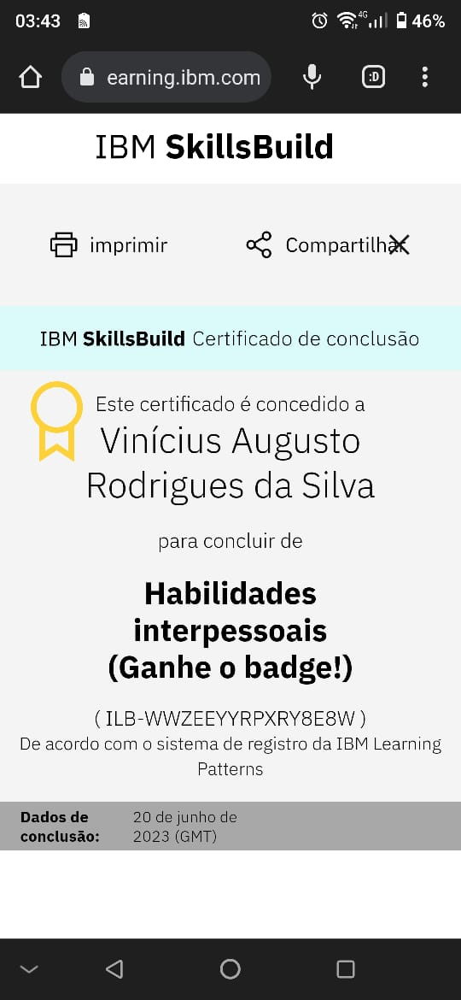 03:43
4G
46%
earning.ibm.com
:D
IBM SkillsBuild
imprimir
Compartilhar
IBM SkillsBuild Certificado de conclusão
Este certificado é concedido a
Vinícius Augusto
Rodrigues da Silva
para concluir de
Habilidades
interpessoais
(Ganhe o badge!)
( ILB-WWZEEYYRPXRY8E8W )
De acordo com o sistema de registro da IBM Learning
Patterns
Dados de 20 de junho de
conclusão: 2023 (GMT)